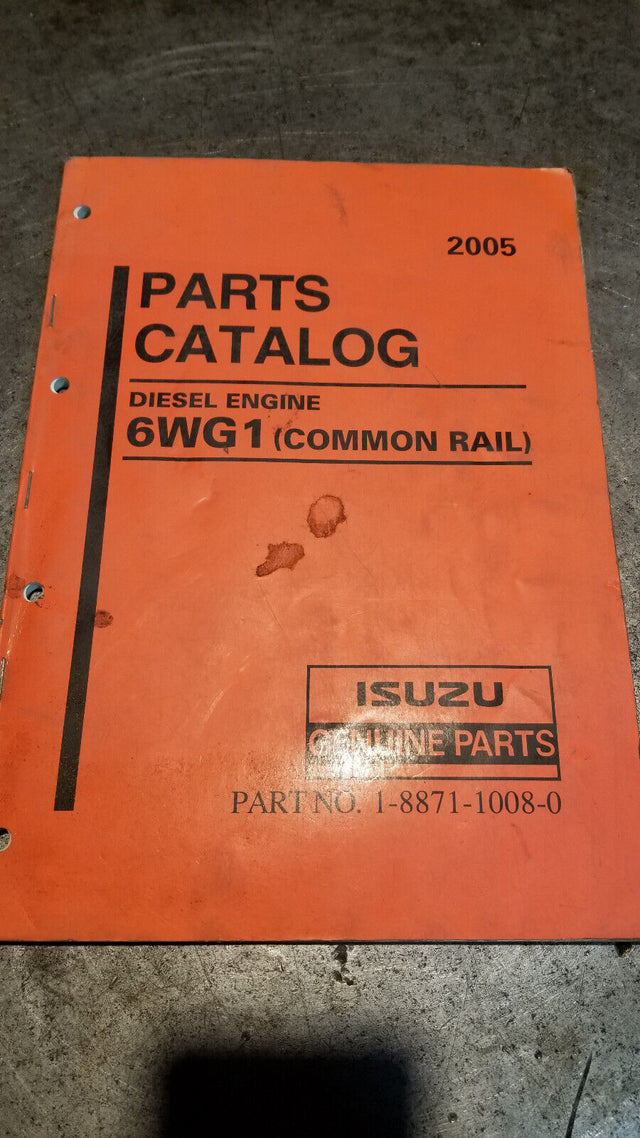 2005
PARTS
CATALOG
DIESEL ENGINE
6WG1 (COMMON RAIL)
ISUZU
GENUINE PARTS
PART NO. 1-8871-1008-0